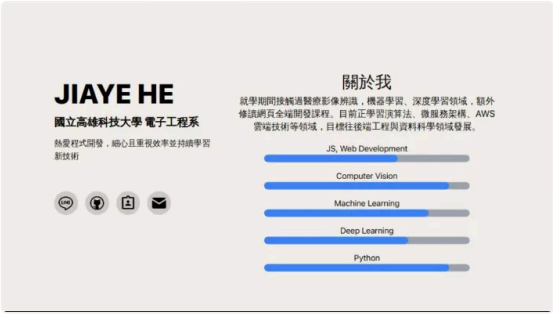 JIAYE HE
國立高雄科技大學 電子工程系
熱愛程式開發,細心且重視效率並持續學習
新技術
關於我
就學期間接觸過醫療影像辨識,機器學習、深度學習領域,額外
修讀網頁全端開發課程。目前正學習演算法、微服務架構、AWS
雲端技術等領域,目標往後端工程與資料科學領域發展。
JS, Web Development
Computer Vision
Machine Learning
Deep Learning
Python